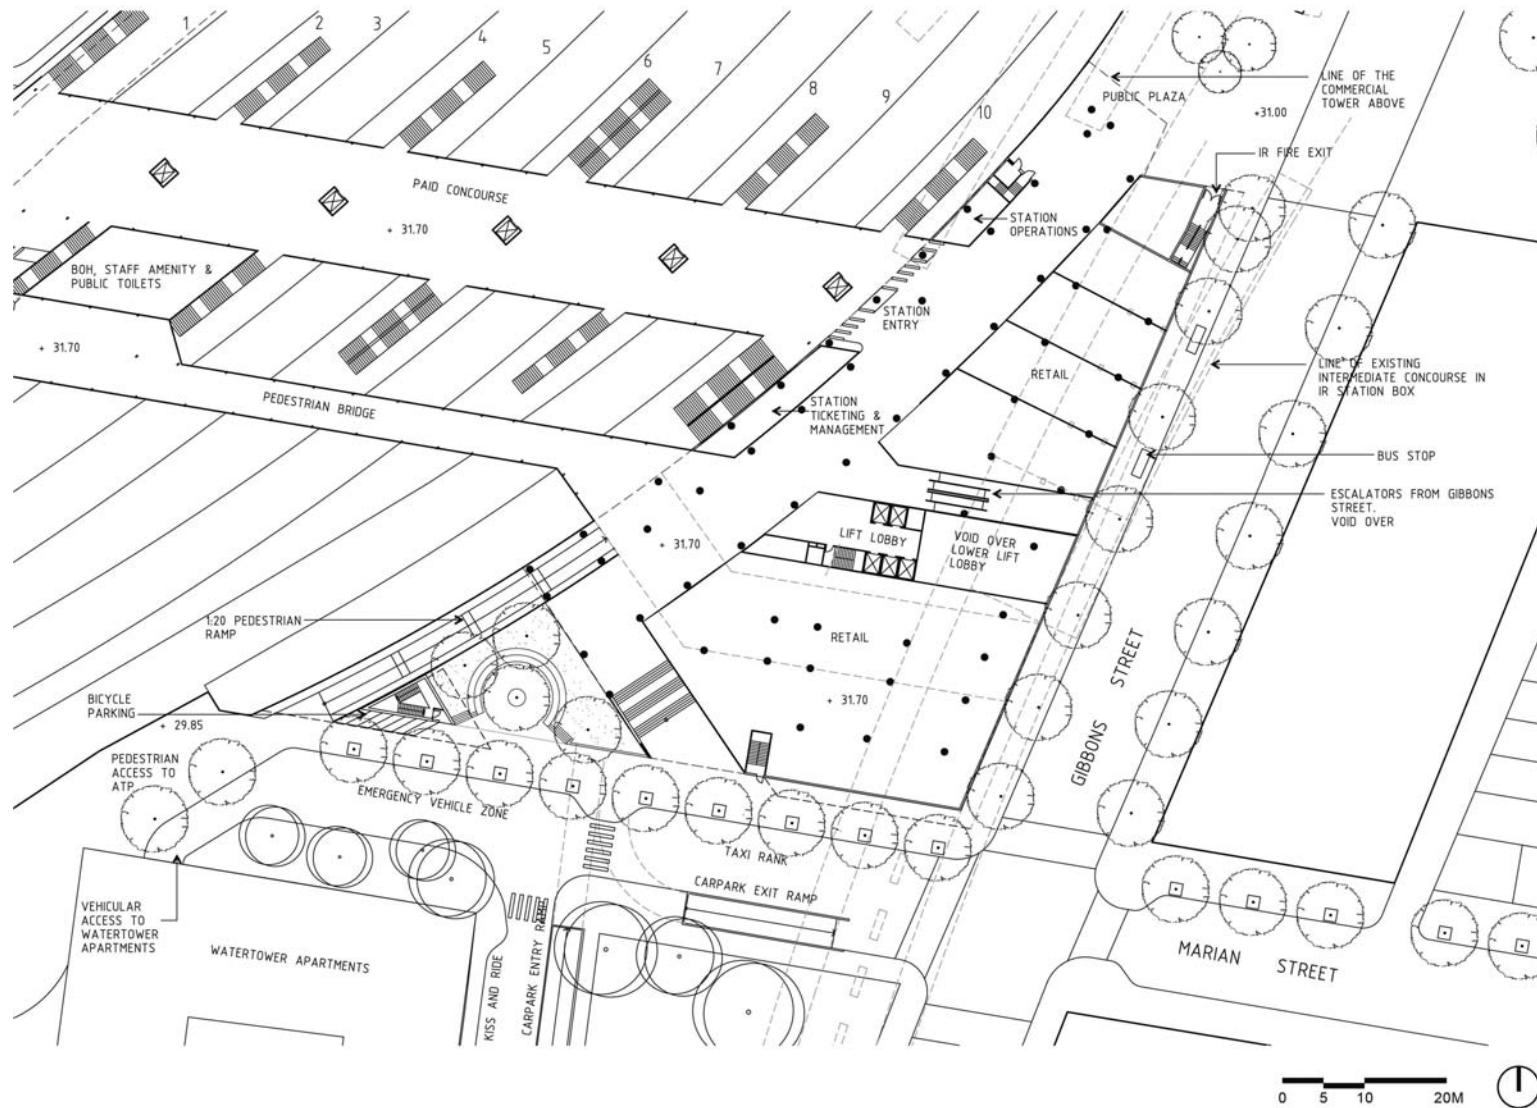 1
2
3
4
5
6
7
8
9
10
PUBLIC PLAZA
LINE OF THE
COMMERCIAL
TOWER ABOVE
+31.00
IR FIRE EXIT
PAID CONCOURSE
+ 31.70
STATION
OPERATIONS
BOH, STAFF AMENITY &
PUBLIC TOILETS
STATION
ENTRY
+ 31.70
LINE OF EXISTING
INTERMEDIATE CONCOURSE IN
IR STATION BOX
RETAIL
PEDESTRIAN BRIDGE
STATION
TICKETING &
MANAGEMENT
BUS STOP
ESCALATORS FROM GIBBONS
STREET.
VOID OVER
LIFT LOBBY
VOID OVER
LOWER LIFT
LOBBY
+ 31.70
1:20 PEDESTRIAN
RAMP
RETAIL
+ 31.70
BICYCLE
PARKING
+ 29.85
GIBBONS STREET
PEDESTRIAN
ACCESS TO
ATP
EMERGENCY VEHICLE ZONE
TAXI RANK
CARPARK EXIT RAMP
VEHICULAR
ACCESS TO
WATERTOWER
APARTMENTS
WATERTOWER APARTMENTS
KISS AND RIDE
CARPARK ENTRY RAMP
MARIAN STREET
0 5 10 20M